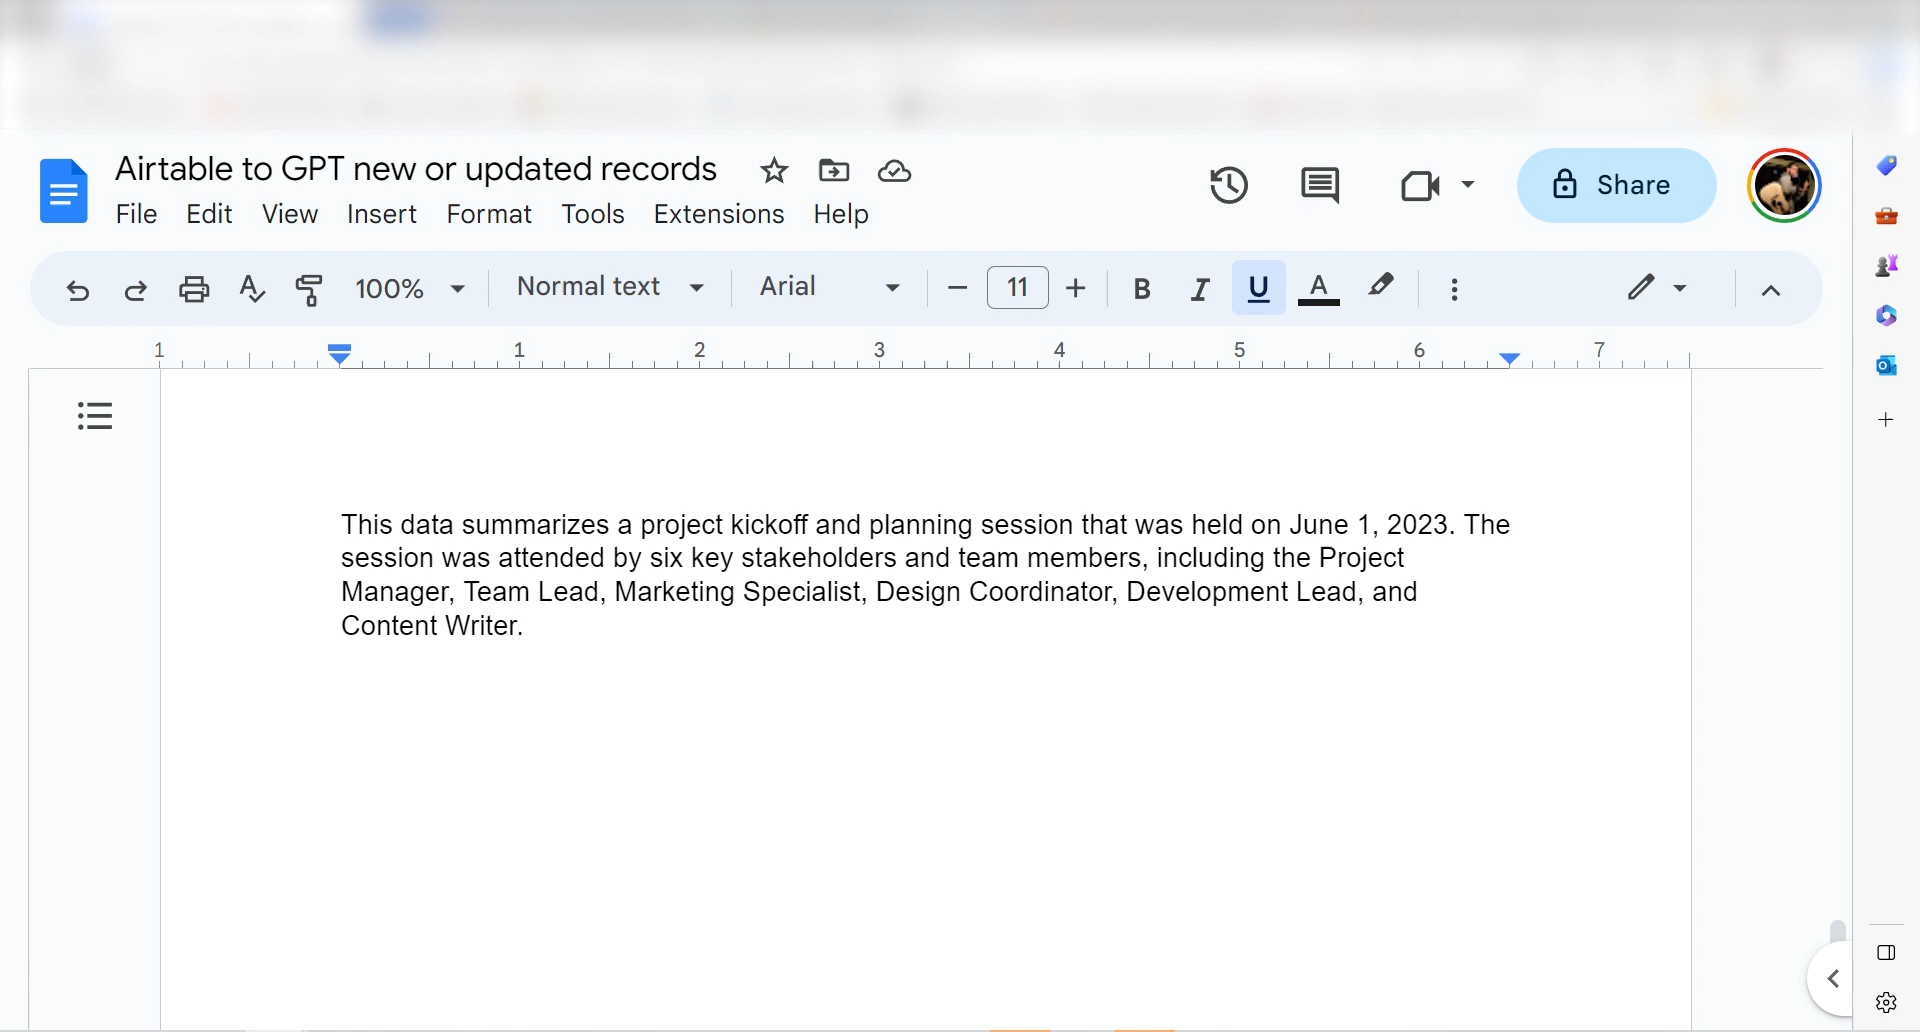 Airtable to GPT new or updated records
File Edit View Insert Format Tools Extensions Help
Share
100% Normal text Arial 11 B I U A
1 1 2 3 4 5 6 7
This data summarizes a project kickoff and planning session that was held on June 1, 2023. The
session was attended by six key stakeholders and team members, including the Project
Manager, Team Lead, Marketing Specialist, Design Coordinator, Development Lead, and
Content Writer.